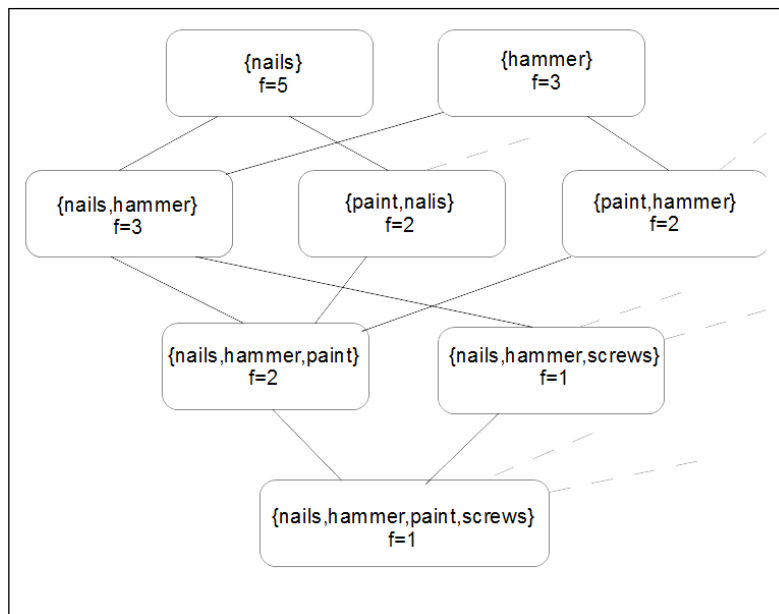 {nails}
f=5
{hammer}
f=3
{nails,hammer}
f=3
{paint,nalis}
f=2
{paint,hammer}
f=2
{nails,hammer,paint}
f=2
{nails,hammer,screws}
f=1
{nails,hammer,paint,screws}
f=1